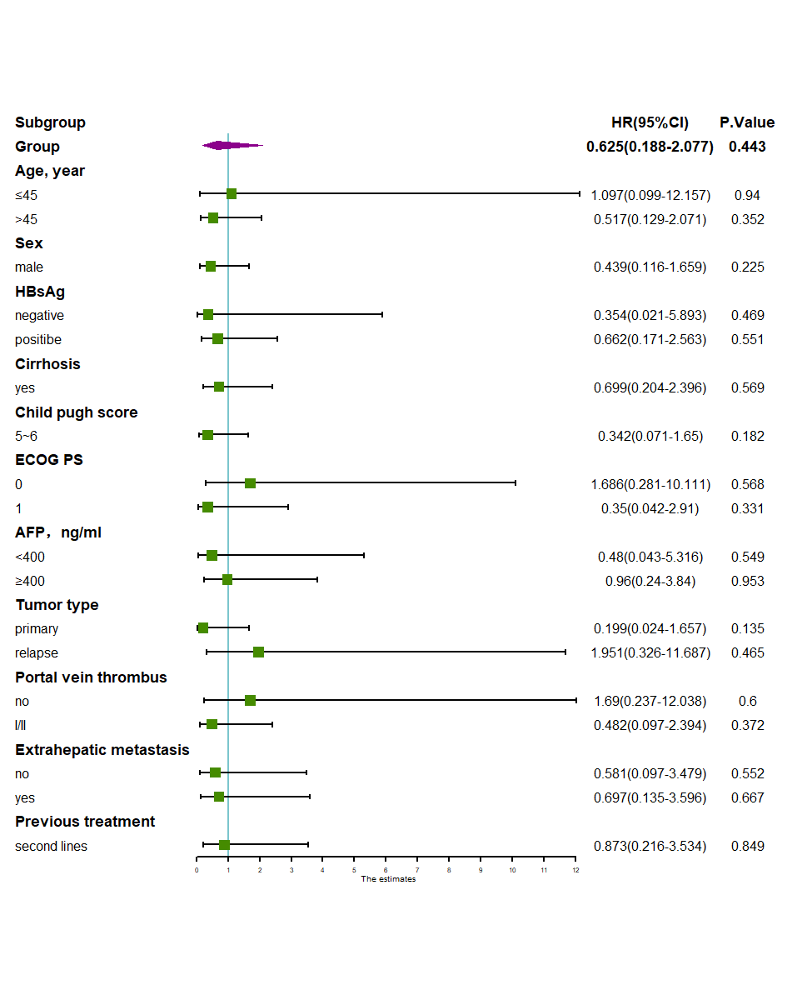 Subgroup HR(95%CI) P.Value
Group 0.625(0.188-2.077) 0.443
Age, year
≤45 1.097(0.099-12.157) 0.94
>45 0.517(0.129-2.071) 0.352
Sex
male 0.439(0.116-1.659) 0.225
HBsAg
negative 0.354(0.021-5.893) 0.469
positibe 0.662(0.171-2.563) 0.551
Cirrhosis
yes 0.699(0.204-2.396) 0.569
Child pugh score
5~6 0.342(0.071-1.65) 0.182
ECOG PS
0 1.686(0.281-10.111) 0.568
1 0.35(0.042-2.91) 0.331
AFP，ng/ml
<400 0.48(0.043-5.316) 0.549
≥400 0.96(0.24-3.84) 0.953
Tumor type
primary 0.199(0.024-1.657) 0.135
relapse 1.951(0.326-11.687) 0.465
Portal vein thrombus
no 1.69(0.237-12.038) 0.6
I/II 0.482(0.097-2.394) 0.372
Extrahepatic metastasis
no 0.581(0.097-3.479) 0.552
yes 0.697(0.135-3.596) 0.667
Previous treatment
second lines 0.873(0.216-3.534) 0.849
0 1 2 3 4 5 6 7 8 9 10 11 12
The estimates